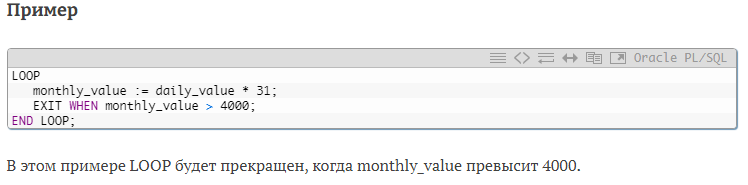 Пример
Oracle PL/SQL
LOOP
monthly_value := daily_value * 31;
EXIT WHEN monthly_value > 4000;
END LOOP;
В этом примере LOOP будет прекращен, когда monthly_value превысит 4000.